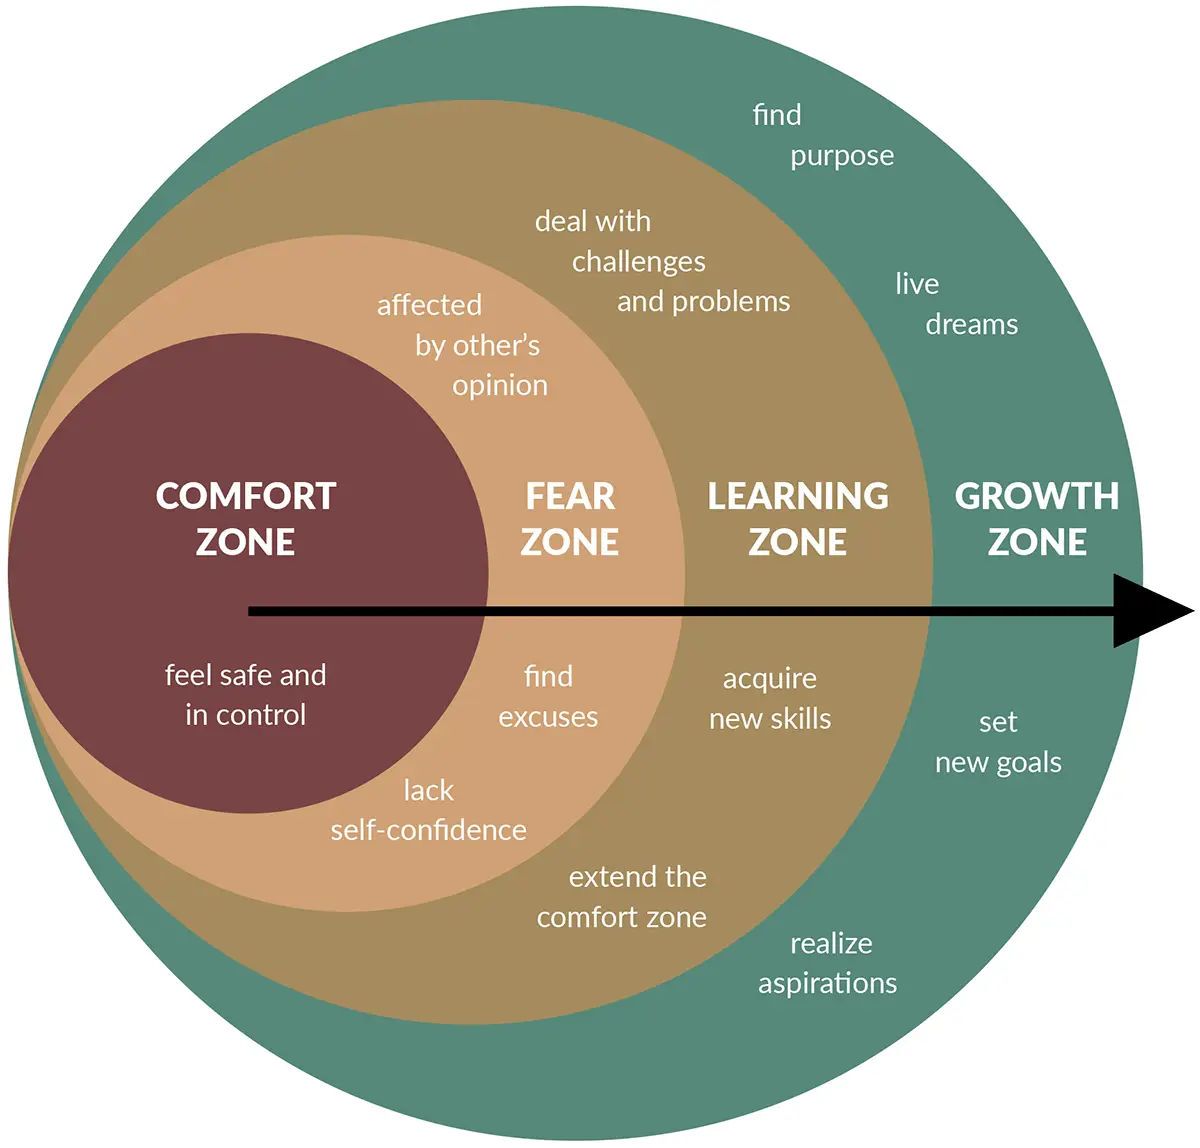 COMFORT
ZONE
feel safe and
in control
FEAR
ZONE
affected
by other's
opinion
find
excuses
lack
self-confidence
LEARNING
ZONE
deal with
challenges
and problems
acquire
new skills
extend the
comfort zone
GROWTH
ZONE
find
purpose
live
dreams
set
new goals
realize
aspirations